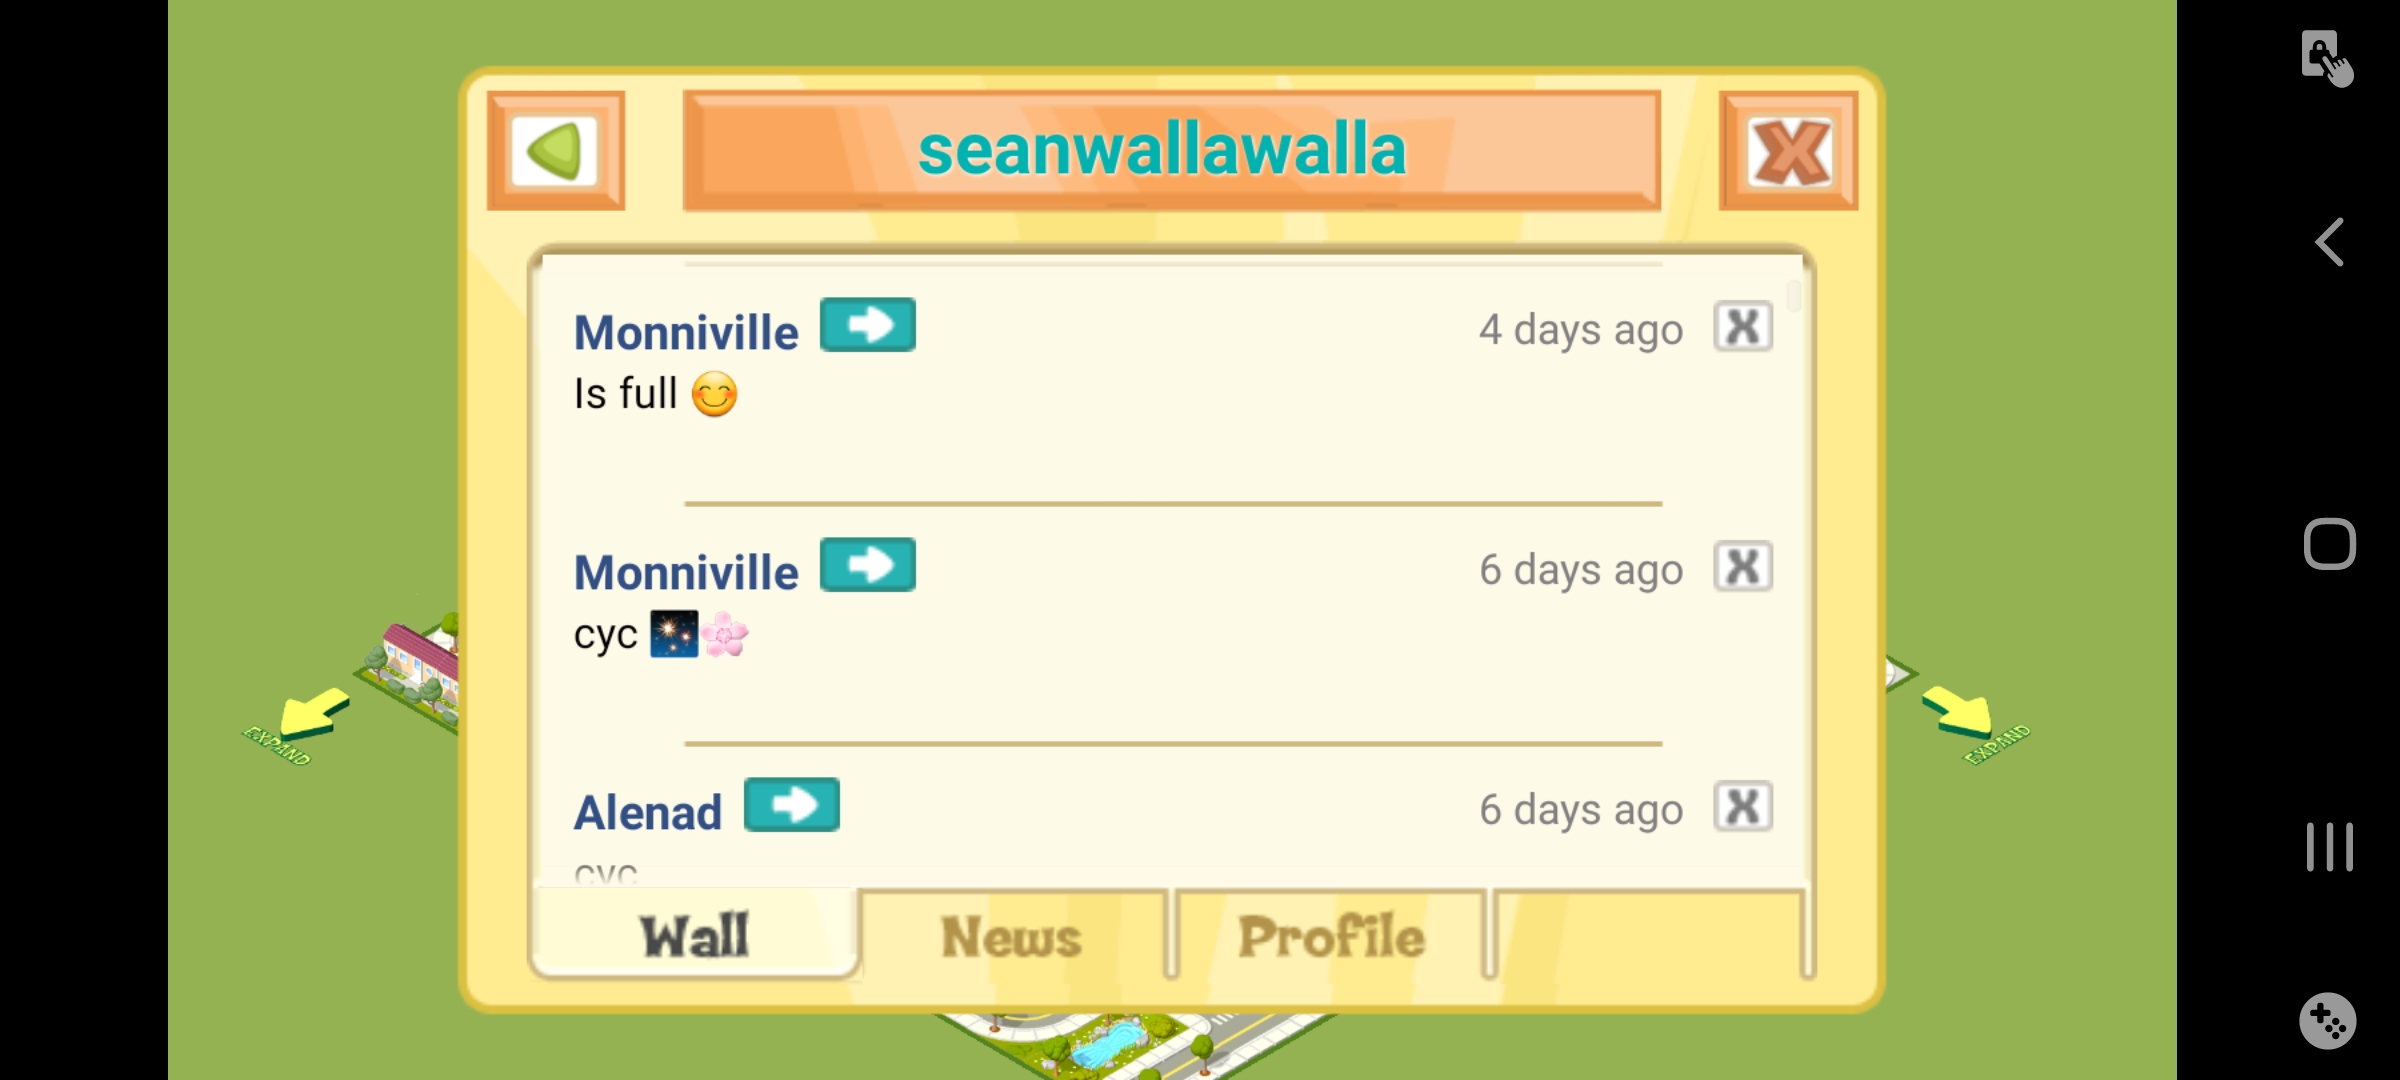 seanwallawalla
Monniville 4 days ago
Is full 😊
Monniville 6 days ago
cyc 🎇🌸
Alenad 6 days ago
cyc
Wall News Profile
EXPAND
EXPAND